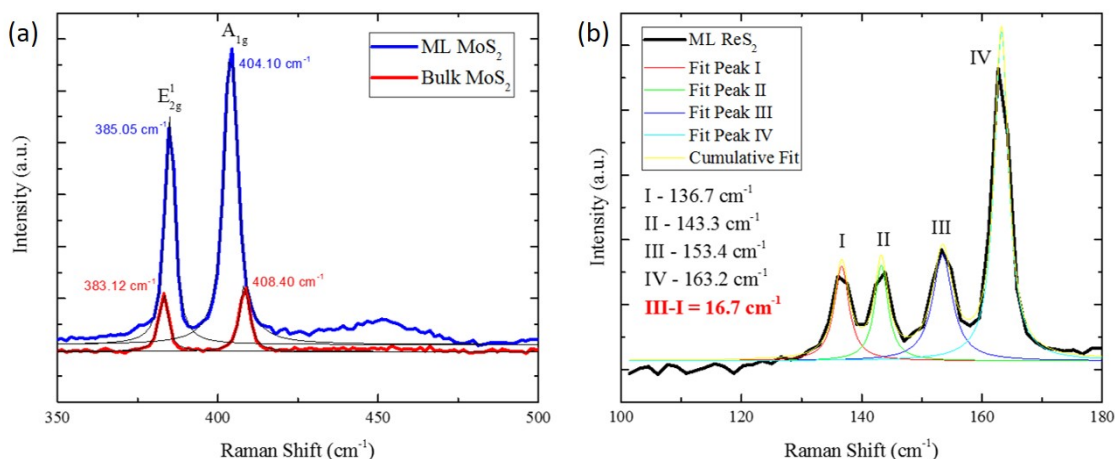 (a)
A1g
ML MoS2
Bulk MoS2
404.10 cm-1
E12g
385.05 cm-1
383.12 cm-1
408.40 cm-1
Intensity (a.u.)
350 400 450 500
Raman Shift (cm-1)
(b)
ML ReS2
Fit Peak I
Fit Peak II
Fit Peak III
Fit Peak IV
Cumulative Fit
IV
I - 136.7 cm-1
II - 143.3 cm-1
III - 153.4 cm-1
IV - 163.2 cm-1
III-I = 16.7 cm-1
I II III
Intensity (a.u.)
100 120 140 160 180
Raman Shift (cm-1)